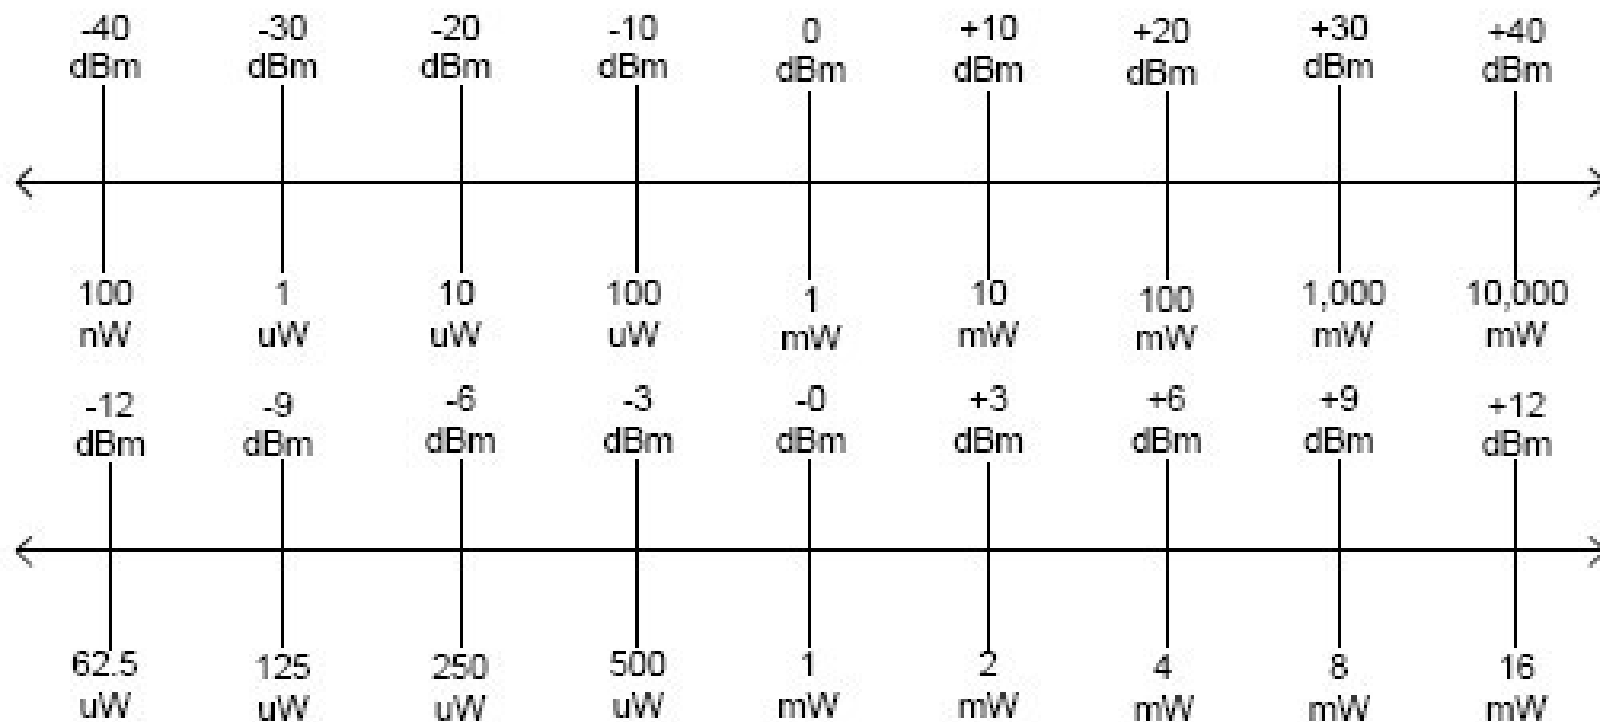 -40 -30 -20 -10 0 +10 +20 +30 +40
dBm dBm dBm dBm dBm dBm dBm dBm dBm
100 1 10 100 1 10 100 1,000 10,000
nW uW uW uW mW mW mW mW mW
-12 -9 -6 -3 -0 +3 +6 +9 +12
dBm dBm dBm dBm dBm dBm dBm dBm dBm
62.5 125 250 500 1 2 4 8 16
uW uW uW uW mW mW mW mW mW